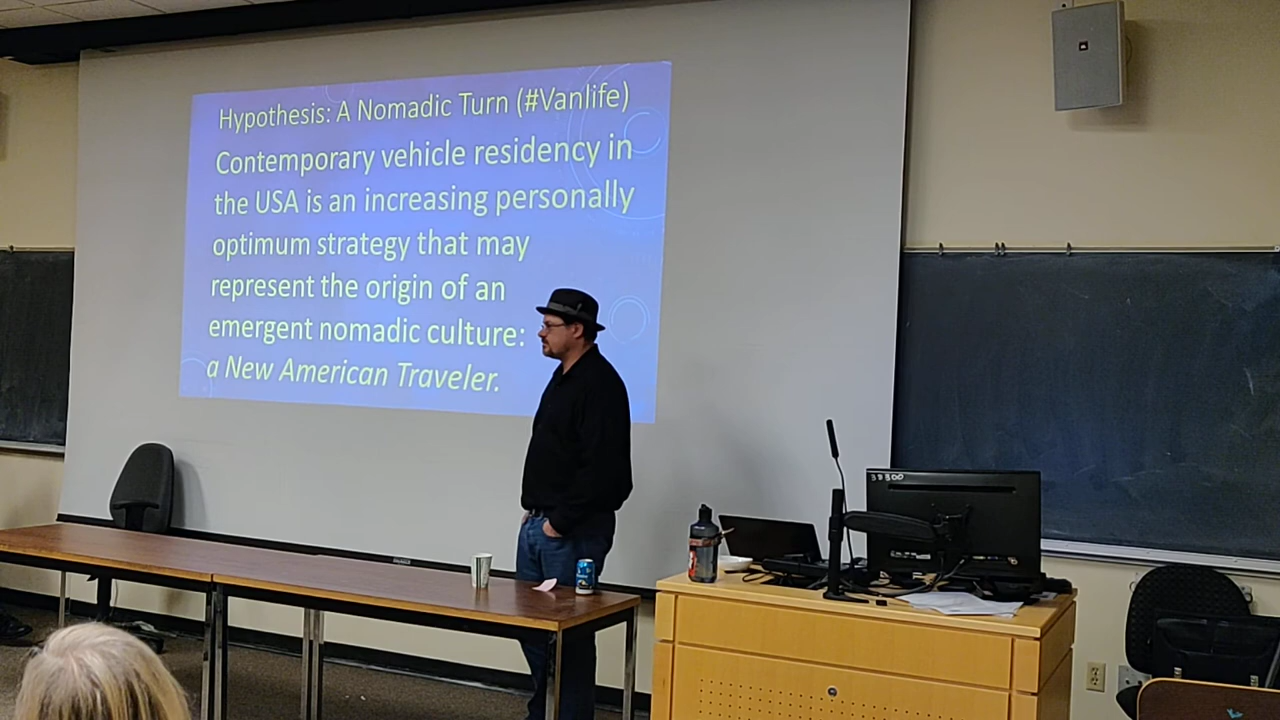 Hypothesis: A Nomadic Turn (#Vanlife)
Contemporary vehicle residency in
the USA is an increasing personally
optimum strategy that may
represent the origin of an
emergent nomadic culture:
a New American Traveler.